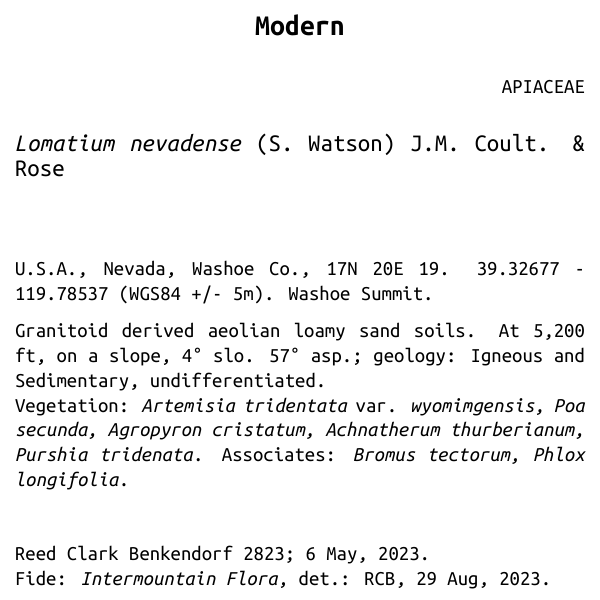 Modern
APIACEAE
Lomatium nevadense (S. Watson) J.M. Coult. &
Rose
U.S.A., Nevada, Washoe Co., 17N 20E 19. 39.32677 -
119.78537 (WGS84 +/- 5m). Washoe Summit.
Granitoid derived aeolian loamy sand soils. At 5,200
ft, on a slope, 4° slo. 57° asp.; geology: Igneous and
Sedimentary, undifferentiated.
Vegetation: Artemisia tridentata var. wyomimgensis, Poa
secunda, Agropyron cristatum, Achnatherum thurberianum,
Purshia tridenata. Associates: Bromus tectorum, Phlox
longifolia.
Reed Clark Benkendorf 2823; 6 May, 2023.
Fide: Intermountain Flora, det.: RCB, 29 Aug, 2023.